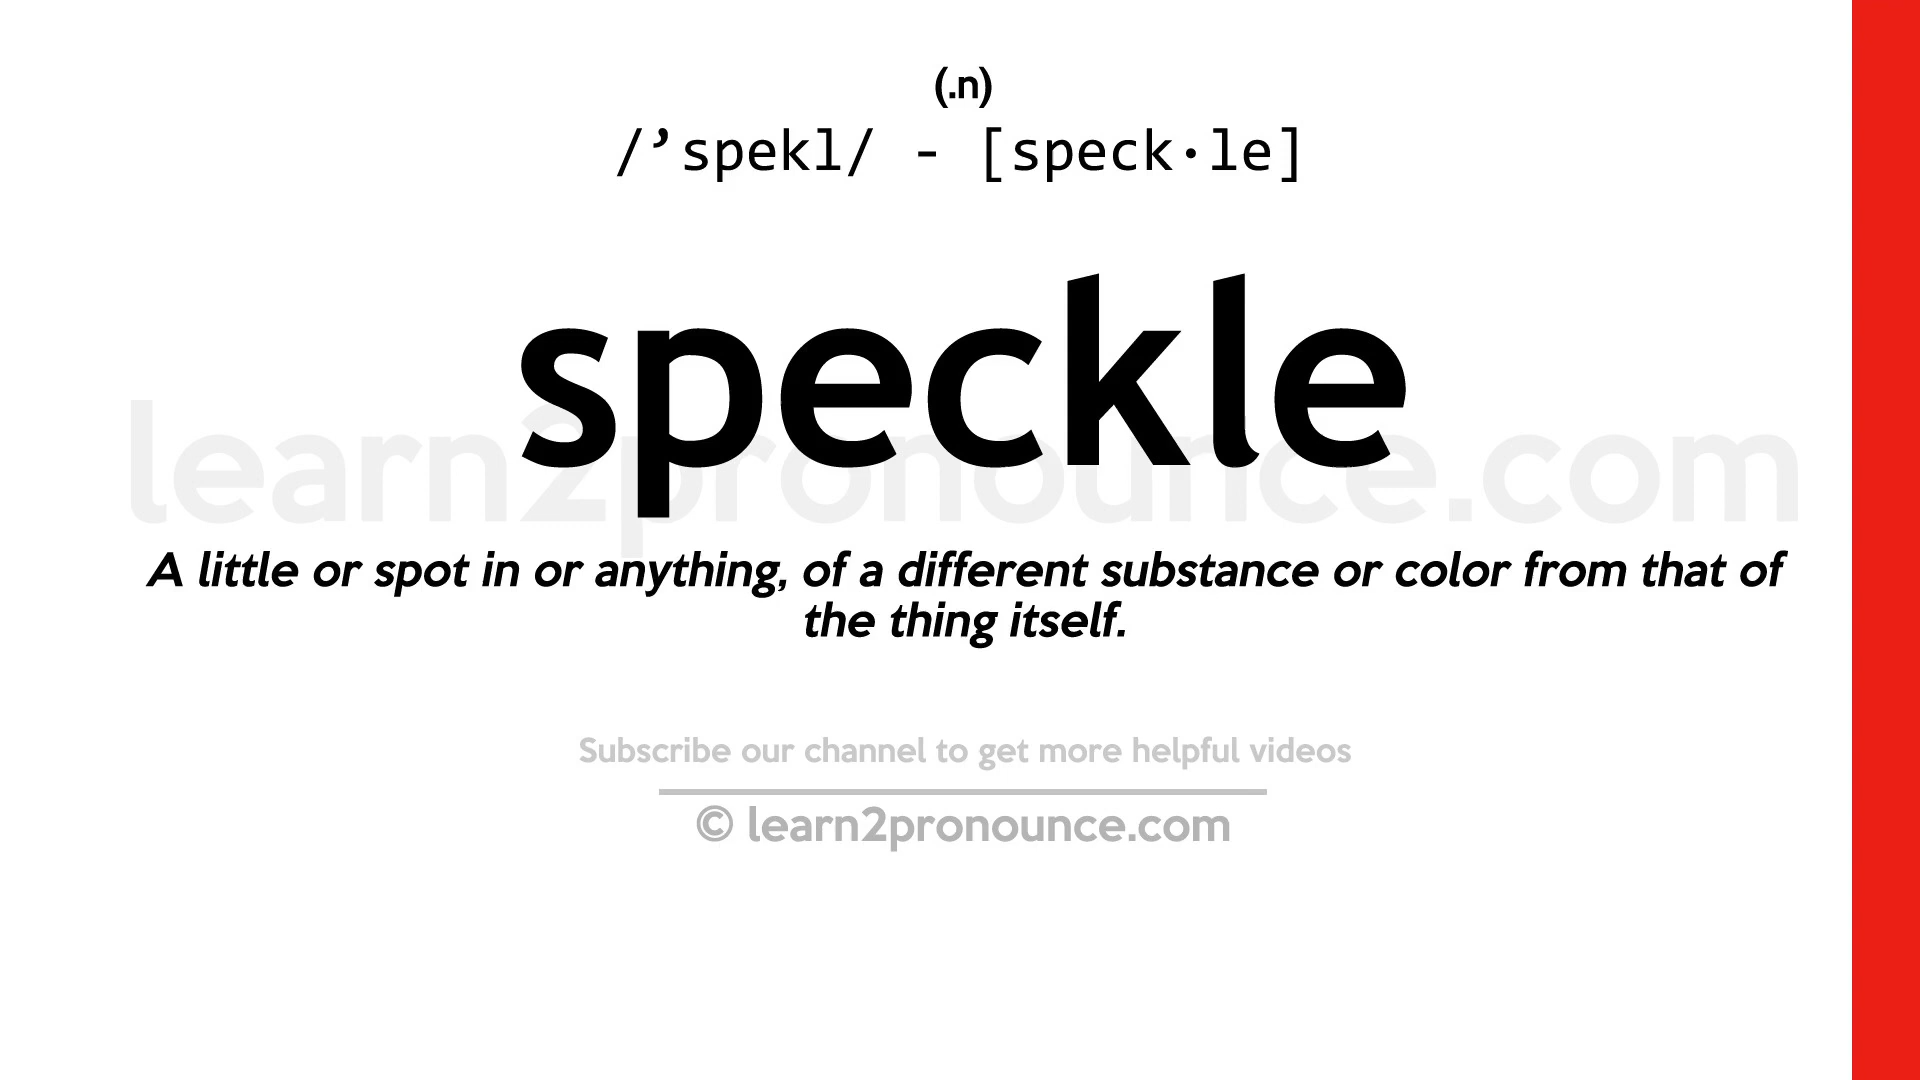 (.n)
/’spekl/ - [speck·le]
speckle
learn2pronounce.com
A little or spot in or anything, of a different substance or color from that of
the thing itself.
Subscribe our channel to get more helpful videos
© learn2pronounce.com